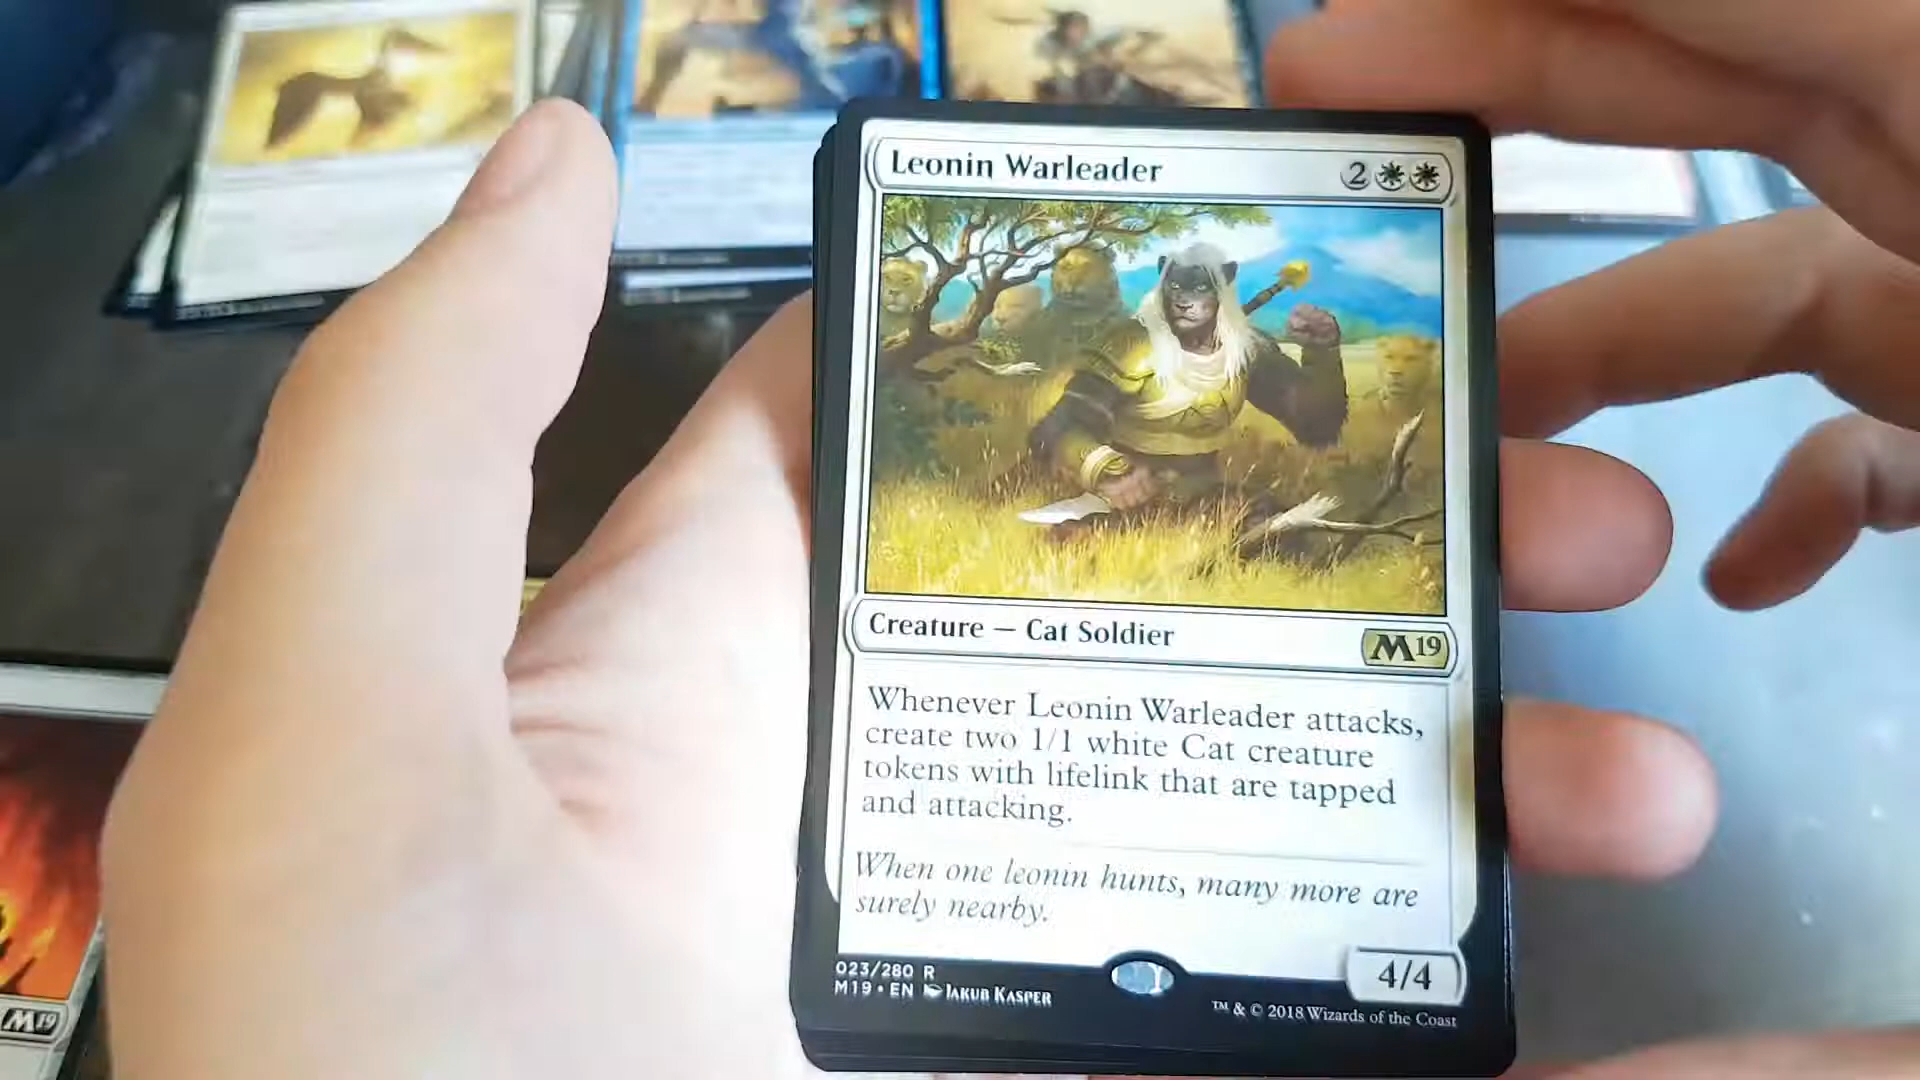 Leonin Warleader 2
Creature — Cat Soldier M19
Whenever Leonin Warleader attacks,
create two 1/1 white Cat creature
tokens with lifelink that are tapped
and attacking.
When one leonin hunts, many more are
surely nearby.
4/4
023/280 R
M19 • EN Jakub Kasper
™ & © 2018 Wizards of the Coast
M19